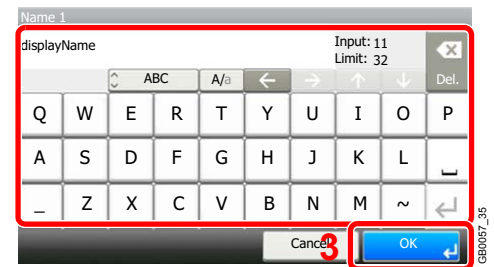 Name 1
displayName
Input: 11
Limit: 32
ABC A/a Del.
Q W E R T Y U I O P
A S D F G H J K L
_ Z X C V B N M ~
3
Cancel OK
GB0057_35